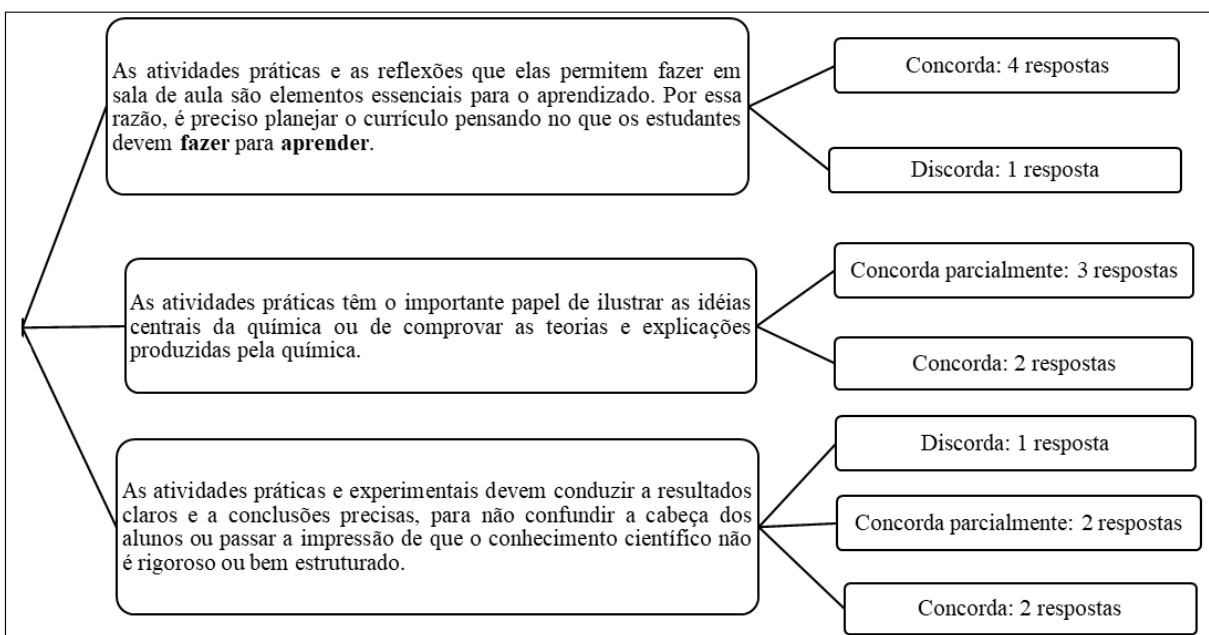 As atividades práticas e as reflexões que elas permitem fazer em
sala de aula são elementos essenciais para o aprendizado. Por essa
razão, é preciso planejar o currículo pensando no que os estudantes
devem fazer para aprender.
Concorda: 4 respostas
Discorda: 1 resposta
As atividades práticas têm o importante papel de ilustrar as idéias
centrais da química ou de comprovar as teorias e explicações
produzidas pela química.
Concorda parcialmente: 3 respostas
Concorda: 2 respostas
As atividades práticas e experimentais devem conduzir a resultados
claros e a conclusões precisas, para não confundir a cabeça dos
alunos ou passar a impressão de que o conhecimento científico não
é rigoroso ou bem estruturado.
Discorda: 1 resposta
Concorda parcialmente: 2 respostas
Concorda: 2 respostas